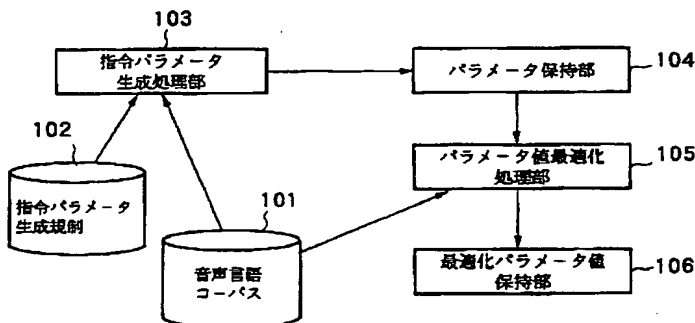 103
指令パラメータ
生成処理部
パラメータ保持部
104
102
パラメータ値最適化
処理部
105
指令パラメータ
生成規制
101
音声言語
コーパス
最適化パラメータ値
保持部
106